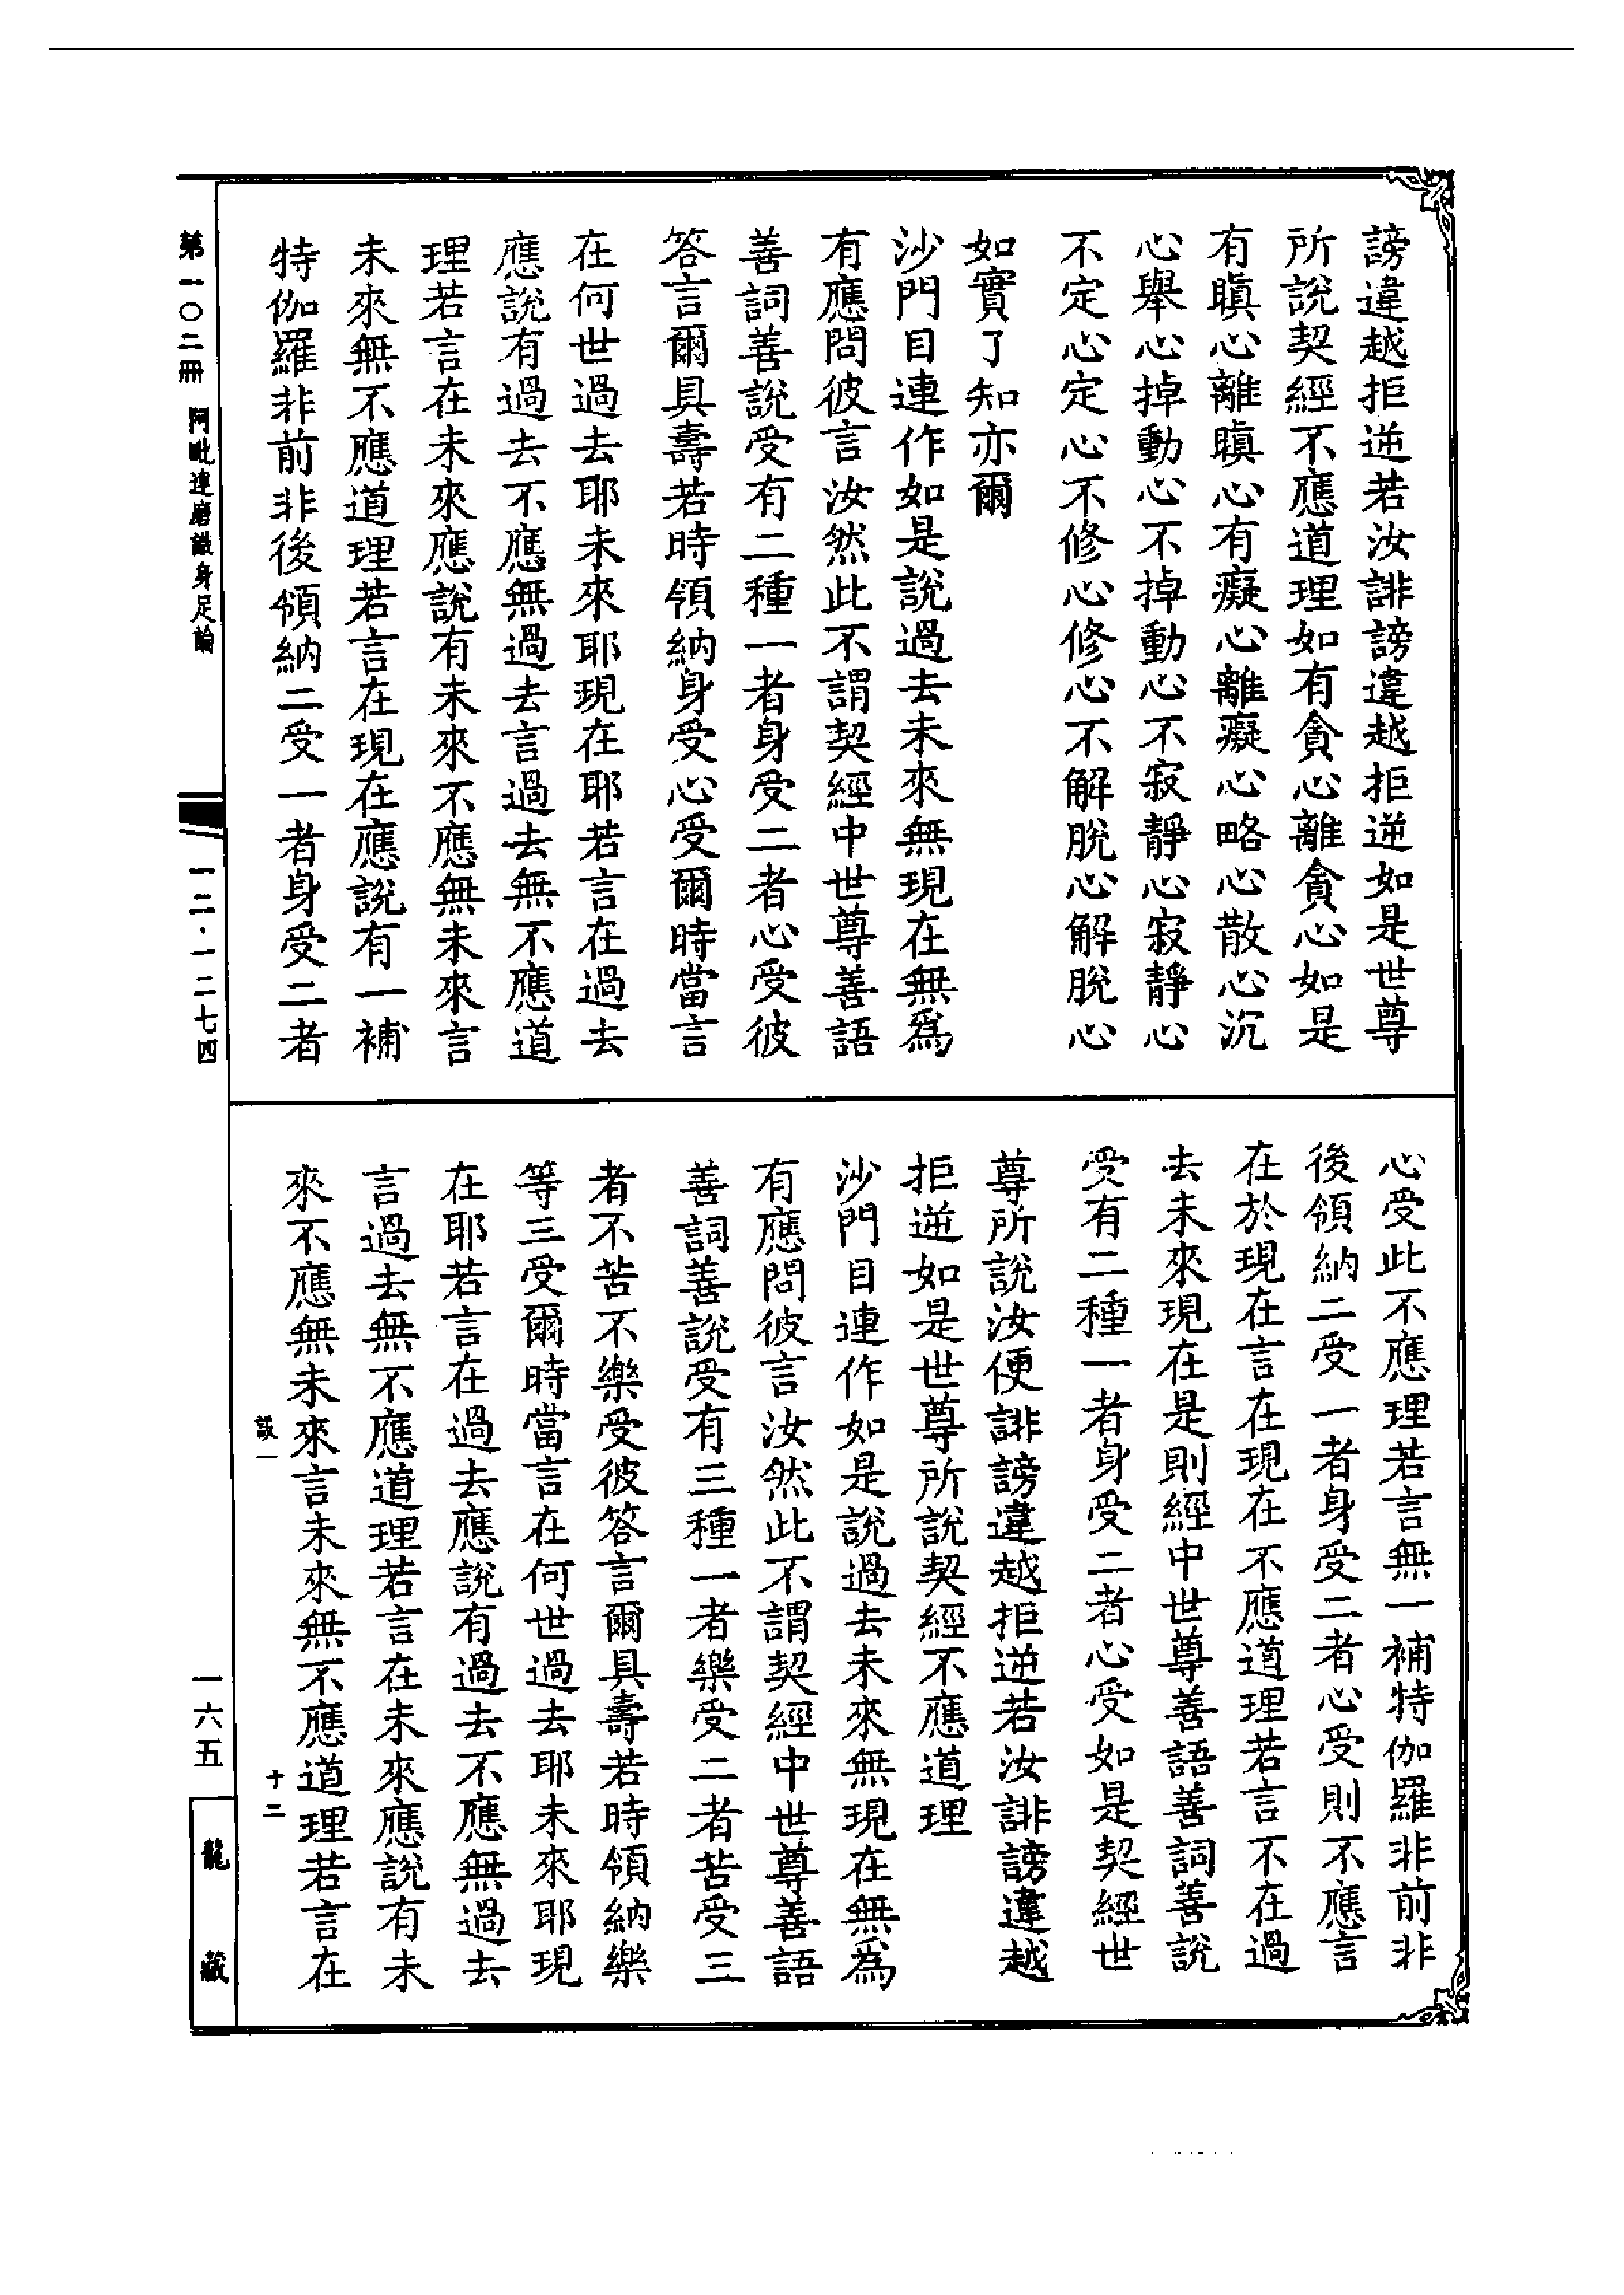 謗違越拒逆若汝誹謗違越拒逆如是世尊
所說契經不應道理如有貪心離貪心如是
有瞋心離瞋心有癡心離癡心略心散心沉
心舉心掉動心不掉動心不寂靜心寂靜心
不定心定心不修心修心不解脫心解脫心
如實了知亦爾
沙門目連作如是說過去未來無現在無為
有應問彼言汝然此不謂契經中世尊善語
善詞善說受有二種一者身受二者心受彼
答言爾具壽若時領納身受心受爾時當言
在何世過去耶未來耶現在耶若言在過去
應說有過去不應無過去言過去無不應道
理若言在未來應說有未來不應無未來言
未來無不應道理若言在現在應說有一補
特伽羅非前非後領納二受一者身受二者
心受此不應理若言無一補特伽羅非前非
後領納二受一者身受二者心受則不應言
在於現在言在現在不應道理若言不在過
去未來現在是則經中世尊善語善詞善說
受有二種一者身受二者心受如是契經世
尊所說汝便誹謗違越拒逆若汝誹謗違越
拒逆如是世尊所說契經不應道理
沙門目連作如是說過去未來無現在無為
有應問彼言汝然此不謂契經中世尊善語
善詞善說受有三種一者樂受二者苦受三
者不苦不樂受彼答言爾具壽若時領納樂
等三受爾時當言在何世過去耶未來耶現
在耶若言在過去應說有過去不應無過去
言過去無不應道理若言在未來應說有未
來不應無未來言未來無不應道理若言在
十二
第一〇二冊 阿毗達磨識身足論
一二·一二七四
一六五
龍藏